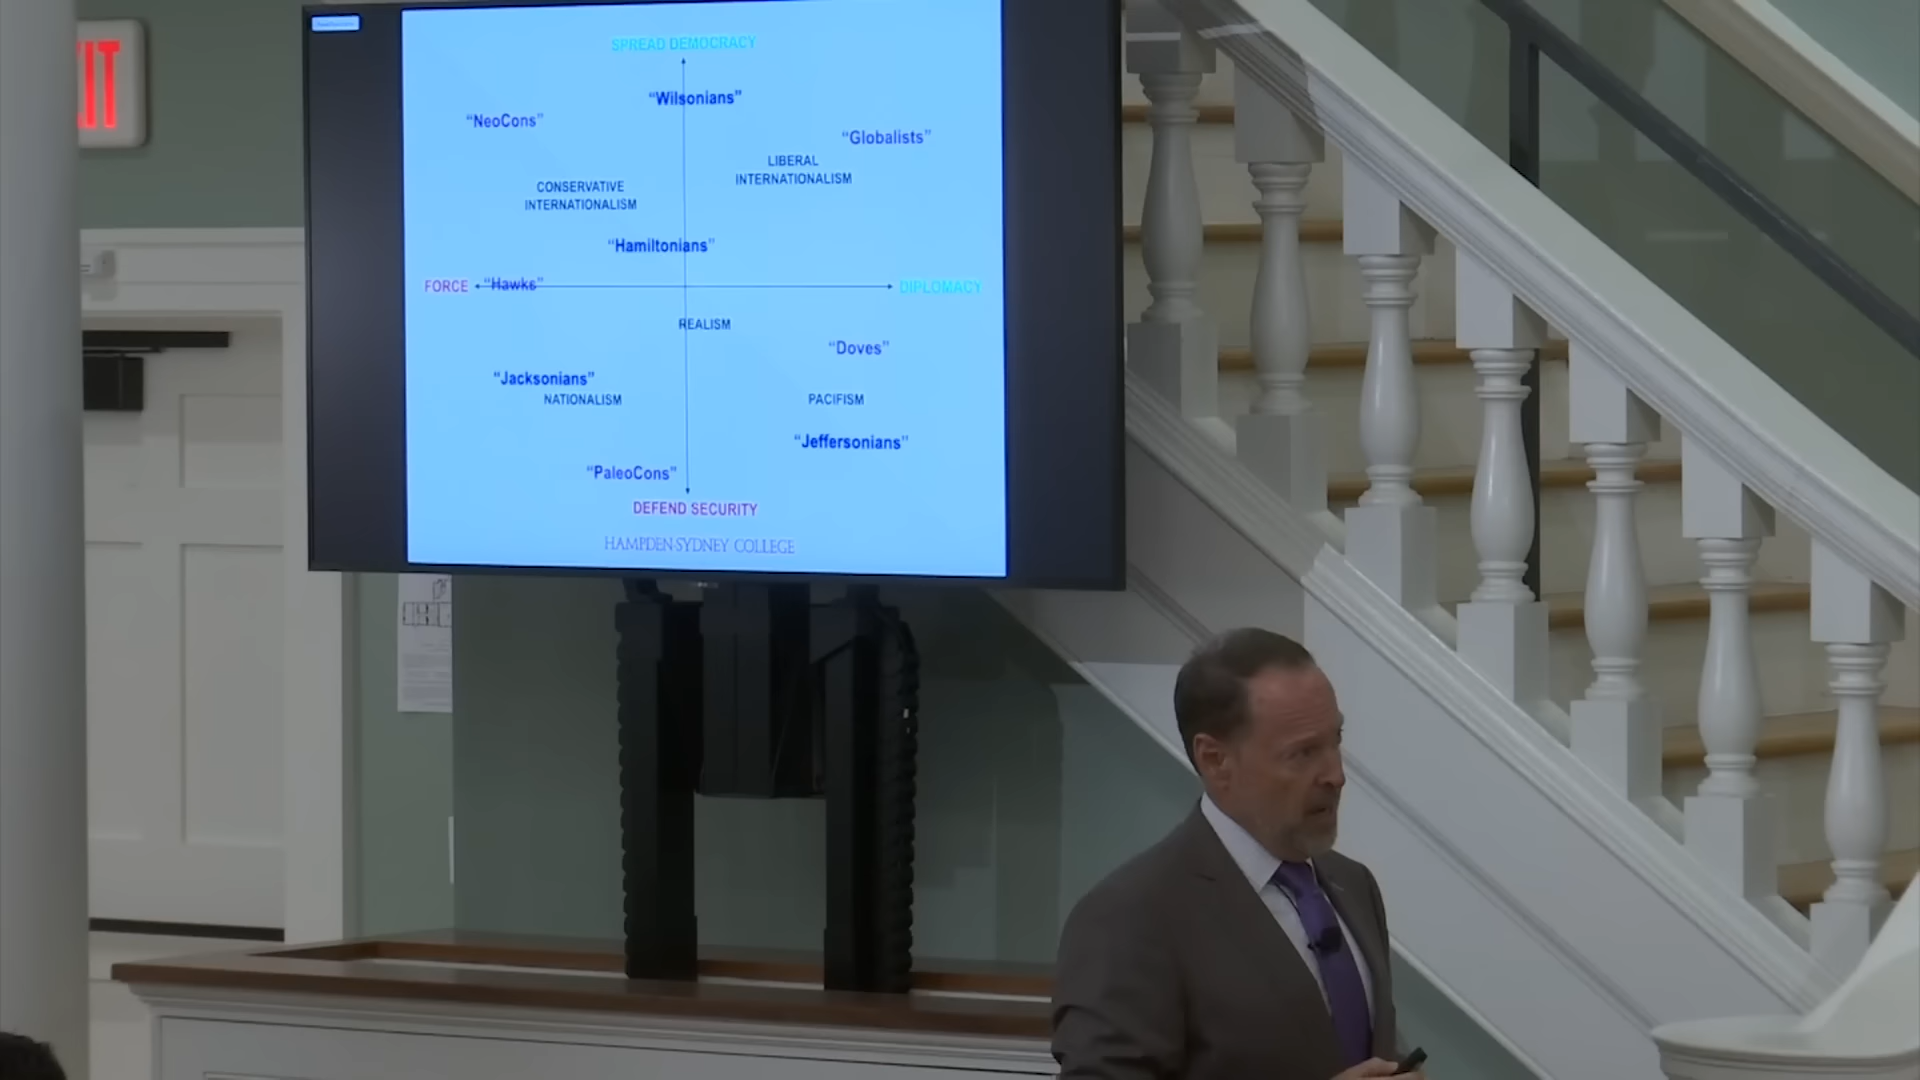 IT
SPREAD DEMOCRACY
“Wilsonians”
“NeoCons”
“Globalists”
LIBERAL
INTERNATIONALISM
CONSERVATIVE
INTERNATIONALISM
“Hamiltonians”
FORCE
“Hawks”
DIPLOMACY
REALISM
“Doves”
“Jacksonians”
NATIONALISM
PACIFISM
“Jeffersonians”
“PaleoCons”
DEFEND SECURITY
HAMPDEN-SYDNEY COLLEGE